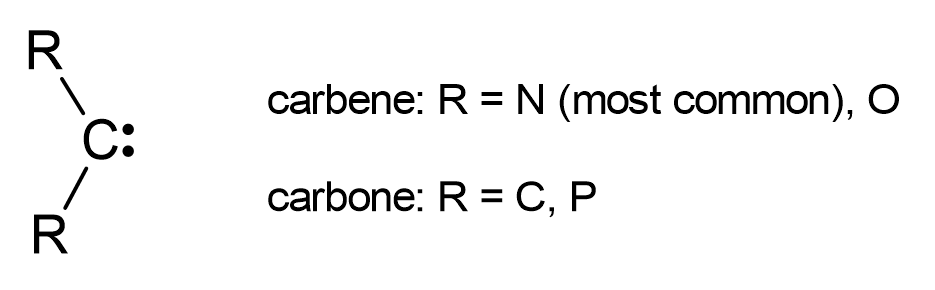 R
carbene: R = N (most common), O
C:
carbone: R = C, P
R